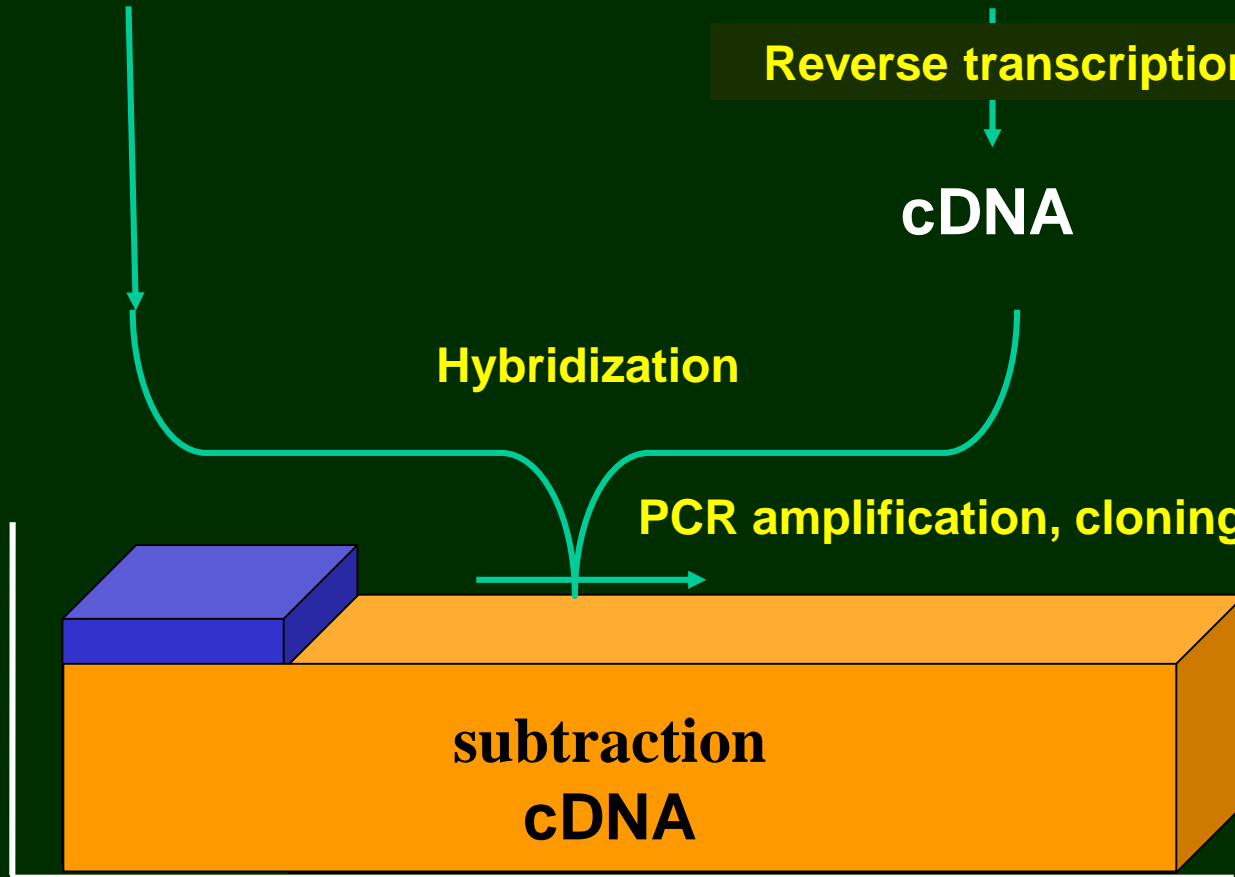 Reverse transcription
cDNA
Hybridization
PCR amplification, cloning
subtraction
cDNA